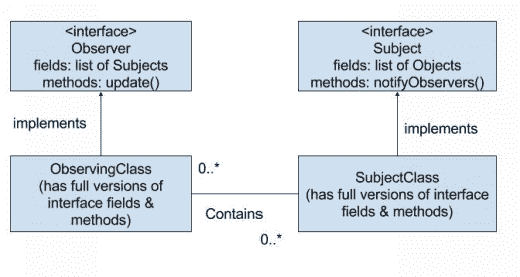 <interface>
Observer
fields: list of Subjects
methods: update()
<interface>
Subject
fields: list of Objects
methods: notifyObservers()
implements
implements
ObservingClass
(has full versions of
interface fields &
methods)
0..*
Contains
0..*
SubjectClass
(has full versions of interface
fields & methods)